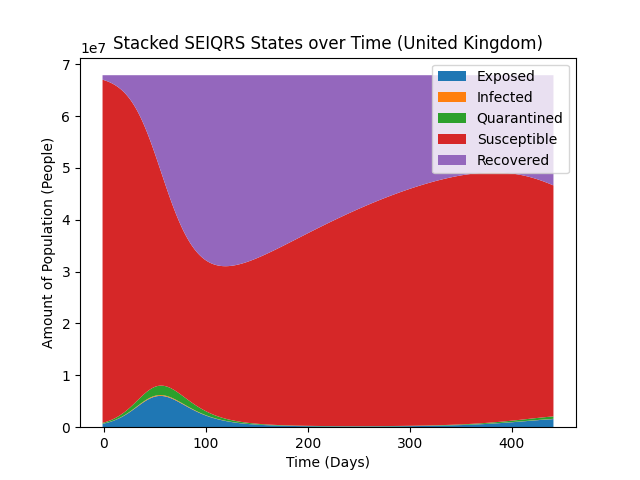 Stacked SEIQRS States over Time (United Kingdom)
1e7
Exposed
Infected
Quarantined
Susceptible
Recovered
7
6
5
4
3
2
1
0
Amount of Population (People)
0 100 200 300 400
Time (Days)